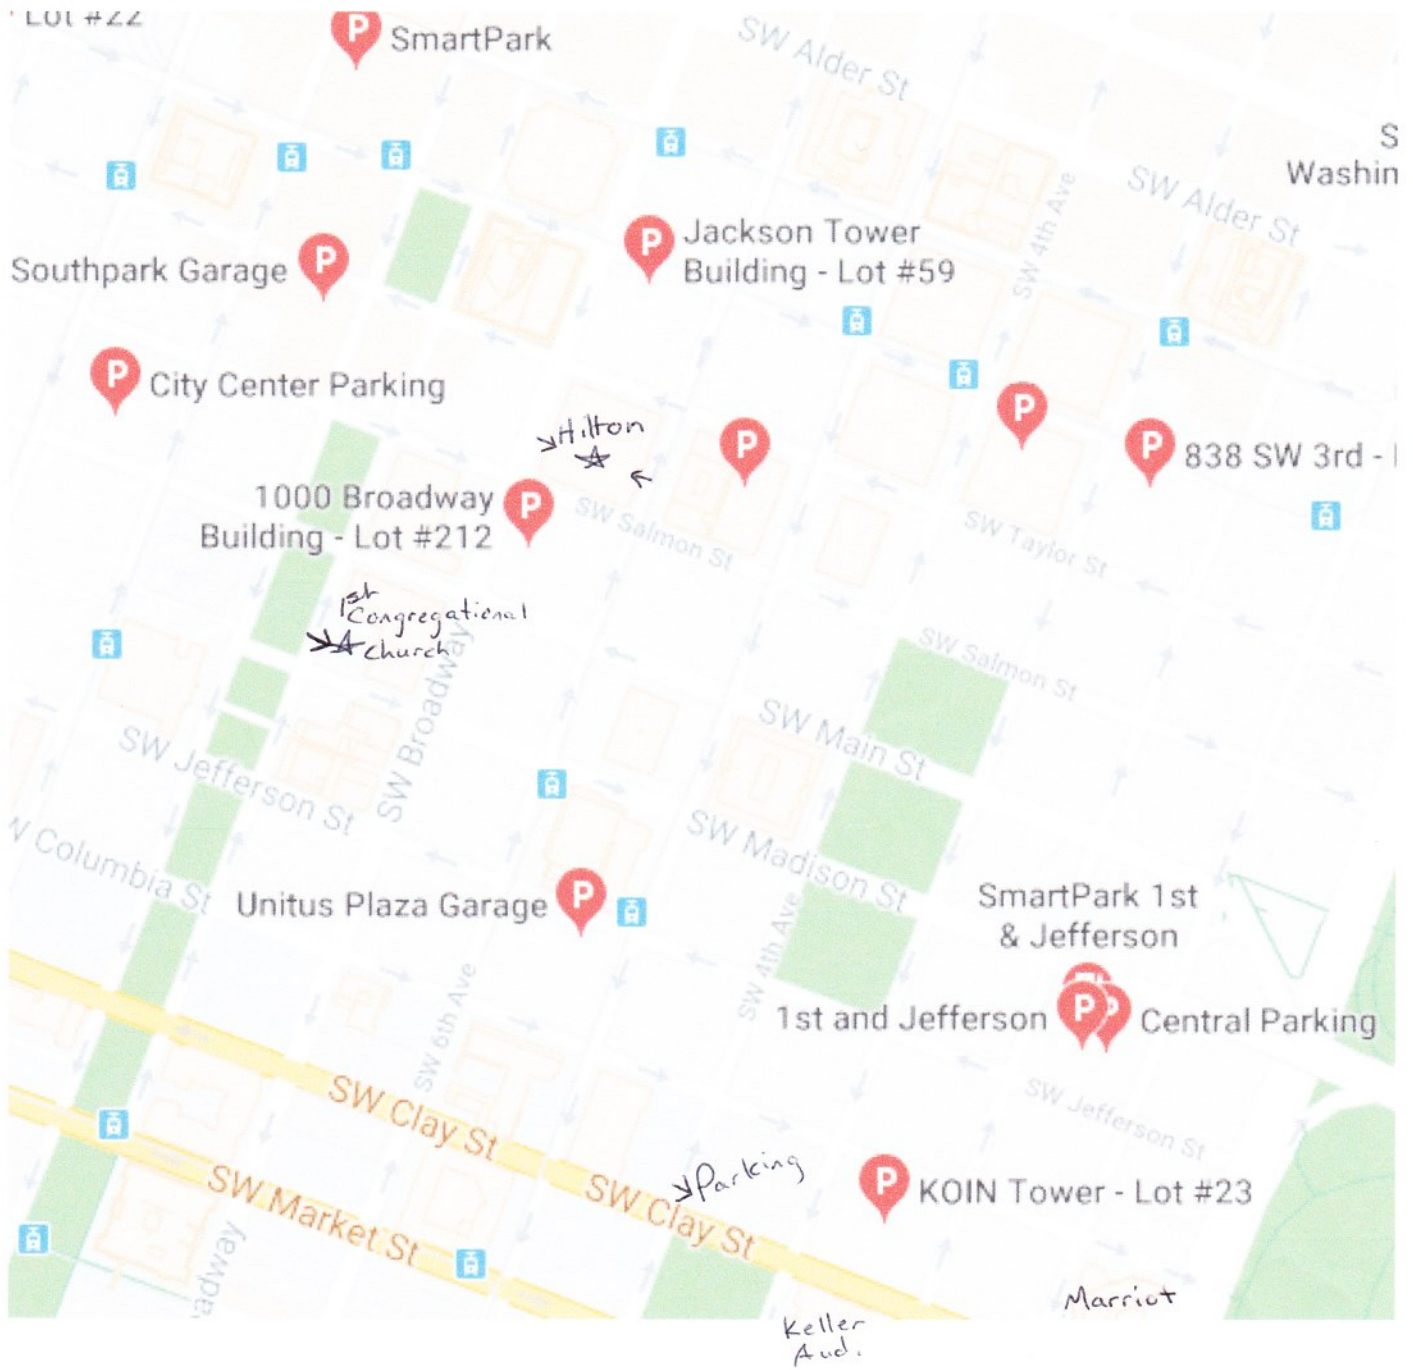 Lot #22
SmartPark
SW Alder St
S
Washin
SW Alder St
SW 4th Ave
Jackson Tower
Building - Lot #59
Southpark Garage
City Center Parking
Hilton
838 SW 3rd -
1000 Broadway
Building - Lot #212
SW Salmon St
SW Taylor St
1st
Congregational
Church
SW Broadway
SW Salmon St
SW Main St
SW Jefferson St
SW Madison St
W Columbia St
Unitus Plaza Garage
SW 4th Ave
SmartPark 1st
& Jefferson
1st and Jefferson
Central Parking
SW 6th Ave
SW Clay St
SW Jefferson St
Parking
SW Clay St
KOIN Tower - Lot #23
SW Market St
adway
Marriot
Keller
Aud.